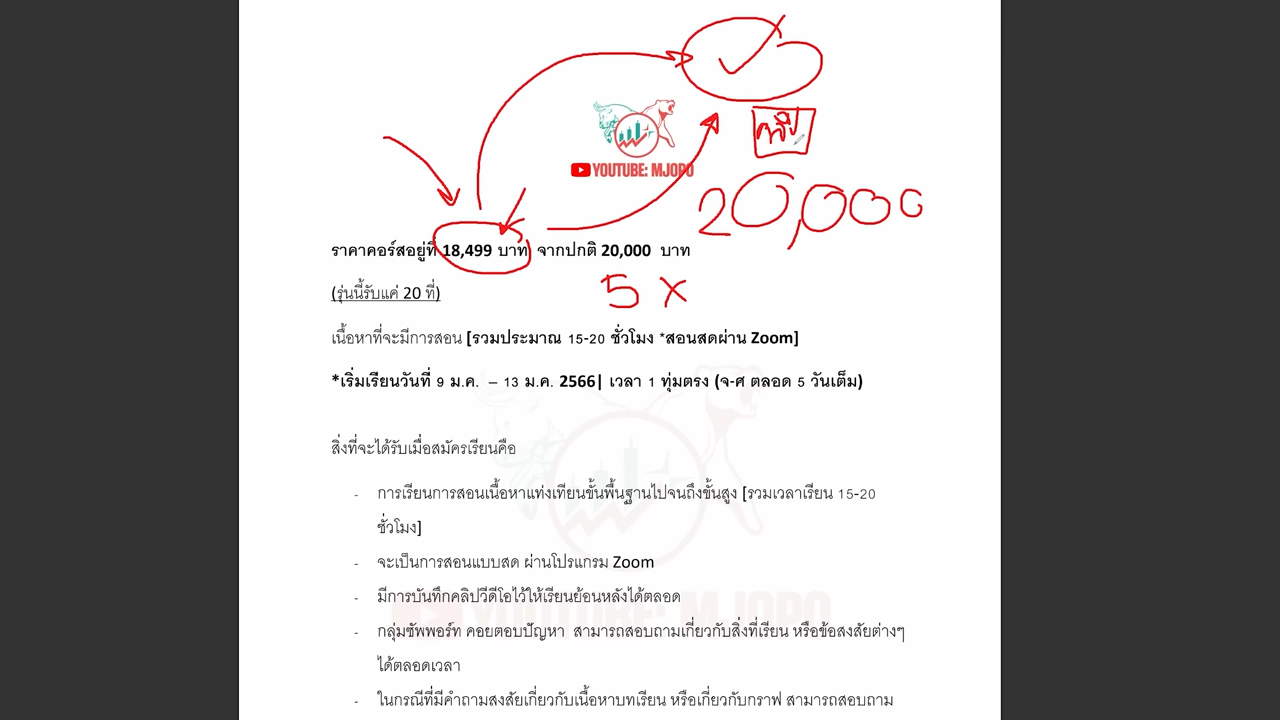 คลิป
YOUTUBE: MJOPO
20,000
ราคาคอร์สอยู่ที่ 18,499 บาท จากปกติ 20,000 บาท
(รุ่นนี้รับแค่ 20 ที่)
5 x
เนื้อหาที่จะมีการสอน [รวมประมาณ 15-20 ชั่วโมง *สอนสดผ่าน Zoom]
*เริ่มเรียนวันที่ 9 ม.ค. – 13 ม.ค. 2566| เวลา 1 ทุ่มตรง (จ-ศ ตลอด 5 วันเต็ม)
สิ่งที่จะได้รับเมื่อสมัครเรียนคือ
- การเรียนการสอนเนื้อหาแท่งเทียนขั้นพื้นฐานไปจนถึงขั้นสูง [รวมเวลาเรียน 15-20
ชั่วโมง]
- จะเป็นการสอนแบบสด ผ่านโปรแกรม Zoom
- มีการบันทึกคลิปวีดีโอไว้ให้เรียนย้อนหลังได้ตลอด
YOUTUBE: MJOPO
- กลุ่มซัพพอร์ท คอยตอบปัญหา สามารถสอบถามเกี่ยวกับสิ่งที่เรียน หรือข้อสงสัยต่างๆ
ได้ตลอดเวลา
- ในกรณีที่มีคำถามสงสัยเกี่ยวกับเนื้อหาบทเรียน หรือเกี่ยวกับกราฟ สามารถสอบถาม